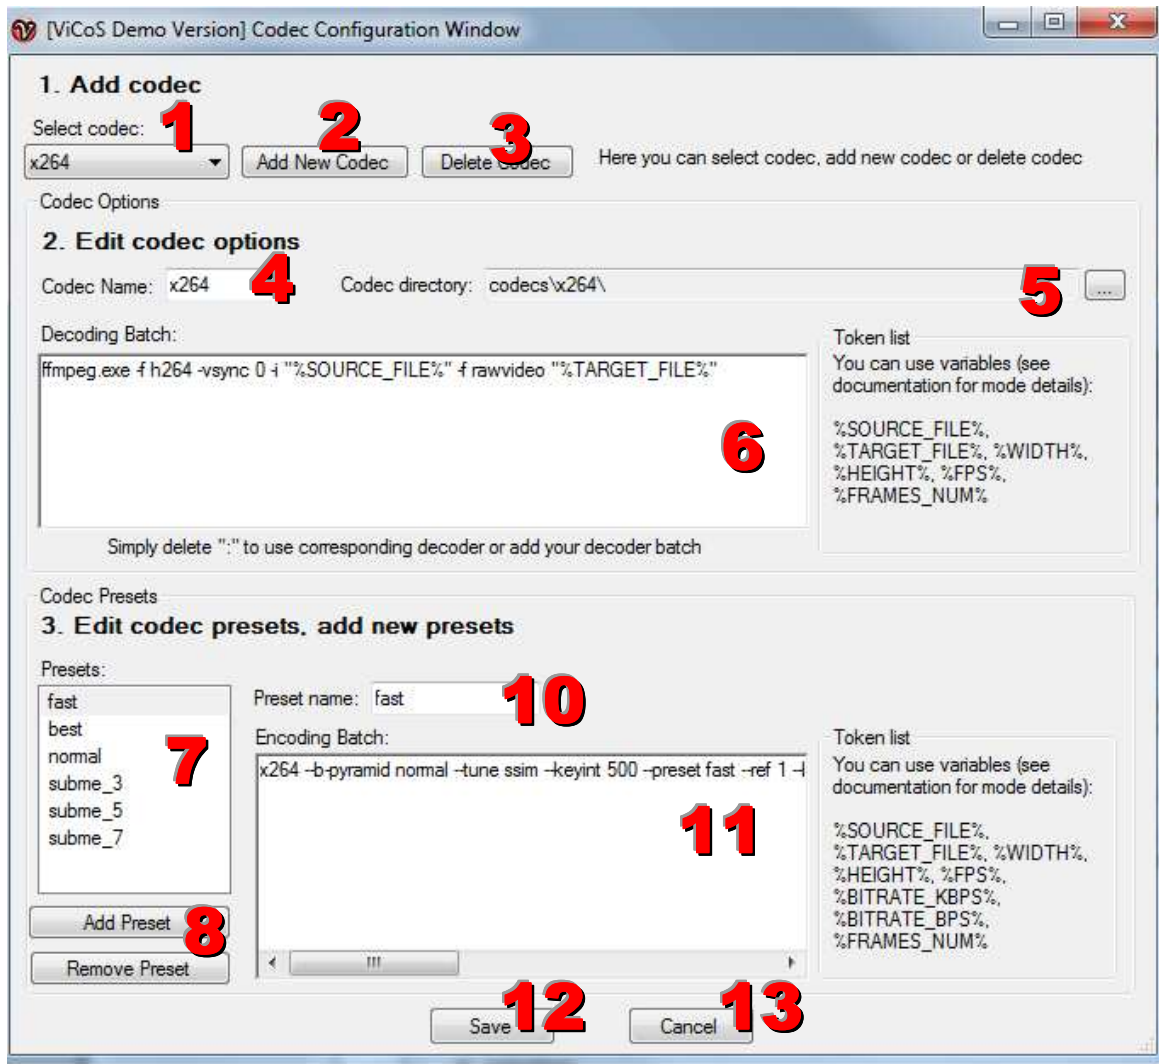 [ViCoS Demo Version] Codec Configuration Window
1. Add codec
Select codec:
1
2
3
x264
Add New Codec
Delete Codec
Here you can select codec, add new codec or delete codec
Codec Options
2. Edit codec options
Codec Name:
x264
4
Codec directory:
codecs\x264\
5
...
Decoding Batch:
ffmpeg.exe -f h264 -vsync 0 -i "%SOURCE_FILE%" -f rawvideo "%TARGET_FILE%"
6
Token list
You can use variables (see
documentation for mode details):
%SOURCE_FILE%,
%TARGET_FILE%, %WIDTH%,
%HEIGHT%, %FPS%,
%FRAMES_NUM%
Simply delete ":" to use corresponding decoder or add your decoder batch
Codec Presets
3. Edit codec presets, add new presets
Presets:
fast
best
normal
subme_3
subme_5
subme_7
7
Add Preset
8
Remove Preset
Preset name:
fast
10
Encoding Batch:
x264 --b-pyramid normal --tune ssim --keyint 500 --preset fast --ref 1
11
Token list
You can use variables (see
documentation for mode details):
%SOURCE_FILE%,
%TARGET_FILE%, %WIDTH%,
%HEIGHT%, %FPS%,
%BITRATE_KBPS%,
%BITRATE_BPS%,
%FRAMES_NUM%
Save
12
Cancel
13